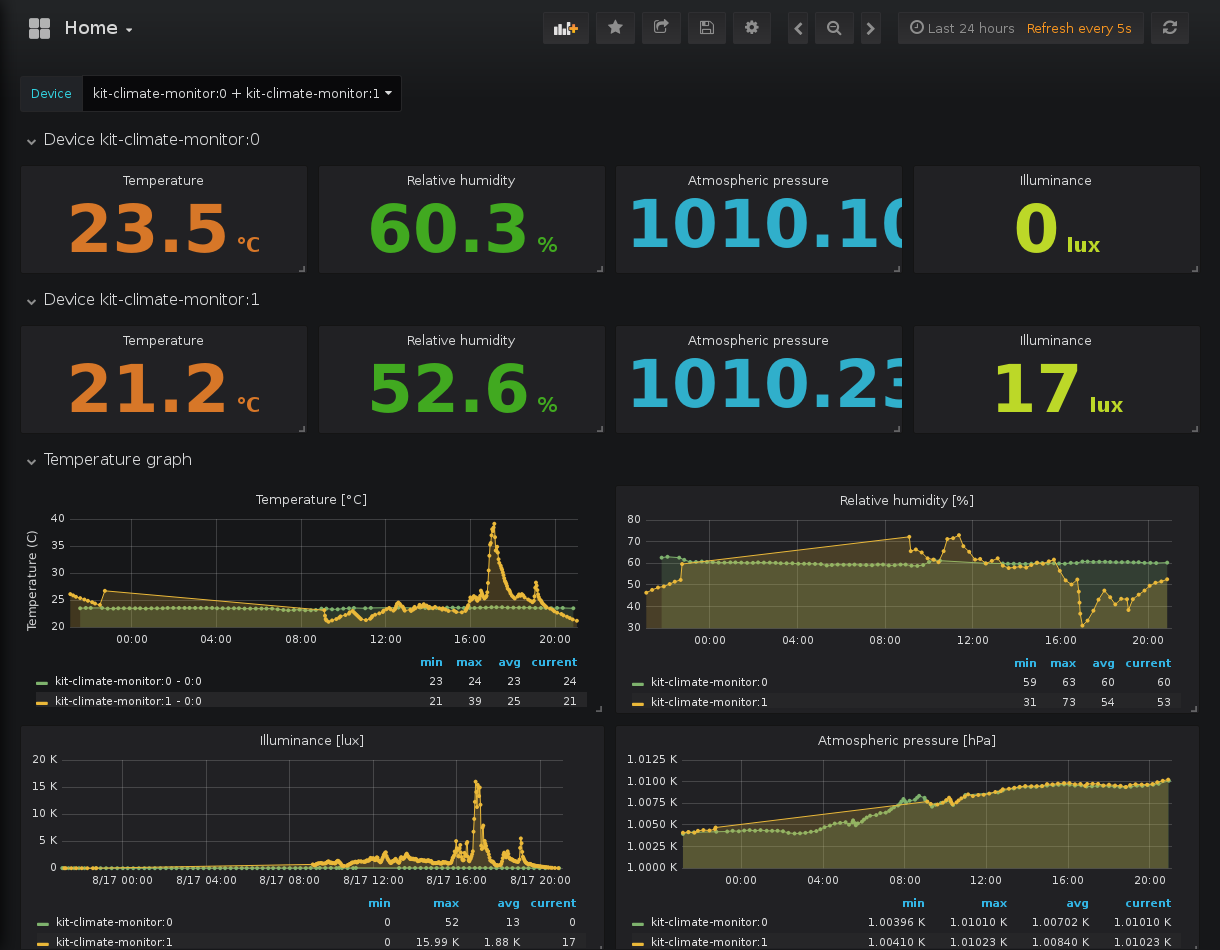 Home
Last 24 hours Refresh every 5s
Device kit-climate-monitor:0 + kit-climate-monitor:1
Device kit-climate-monitor:0
Temperature Relative humidity Atmospheric pressure Illuminance
23.5 °C 60.3 % 1010.10 0 lux
Device kit-climate-monitor:1
Temperature Relative humidity Atmospheric pressure Illuminance
21.2 °C 52.6 % 1010.23 17 lux
Temperature graph
Temperature [°C]
Temperature (C)
40
35
30
25
20
00:00 04:00 08:00 12:00 16:00 20:00
min max avg current
kit-climate-monitor:0 - 0:0 23 24 23 24
kit-climate-monitor:1 - 0:0 21 39 25 21
Relative humidity [%]
80
70
60
50
40
30
00:00 04:00 08:00 12:00 16:00 20:00
min max avg current
kit-climate-monitor:0 59 63 60 60
kit-climate-monitor:1 31 73 54 53
Illuminance [lux]
20 K
15 K
10 K
5 K
0
8/17 00:00 8/17 04:00 8/17 08:00 8/17 12:00 8/17 16:00 8/17 20:00
min max avg current
kit-climate-monitor:0 0 52 13 0
kit-climate-monitor:1 0 15.99 K 1.88 K 17
Atmospheric pressure [hPa]
1.0125 K
1.0100 K
1.0075 K
1.0050 K
1.0025 K
1.0000 K
00:00 04:00 08:00 12:00 16:00 20:00
min max avg current
kit-climate-monitor:0 1.00396 K 1.01010 K 1.00702 K 1.01010 K
kit-climate-monitor:1 1.00410 K 1.01023 K 1.00840 K 1.01023 K